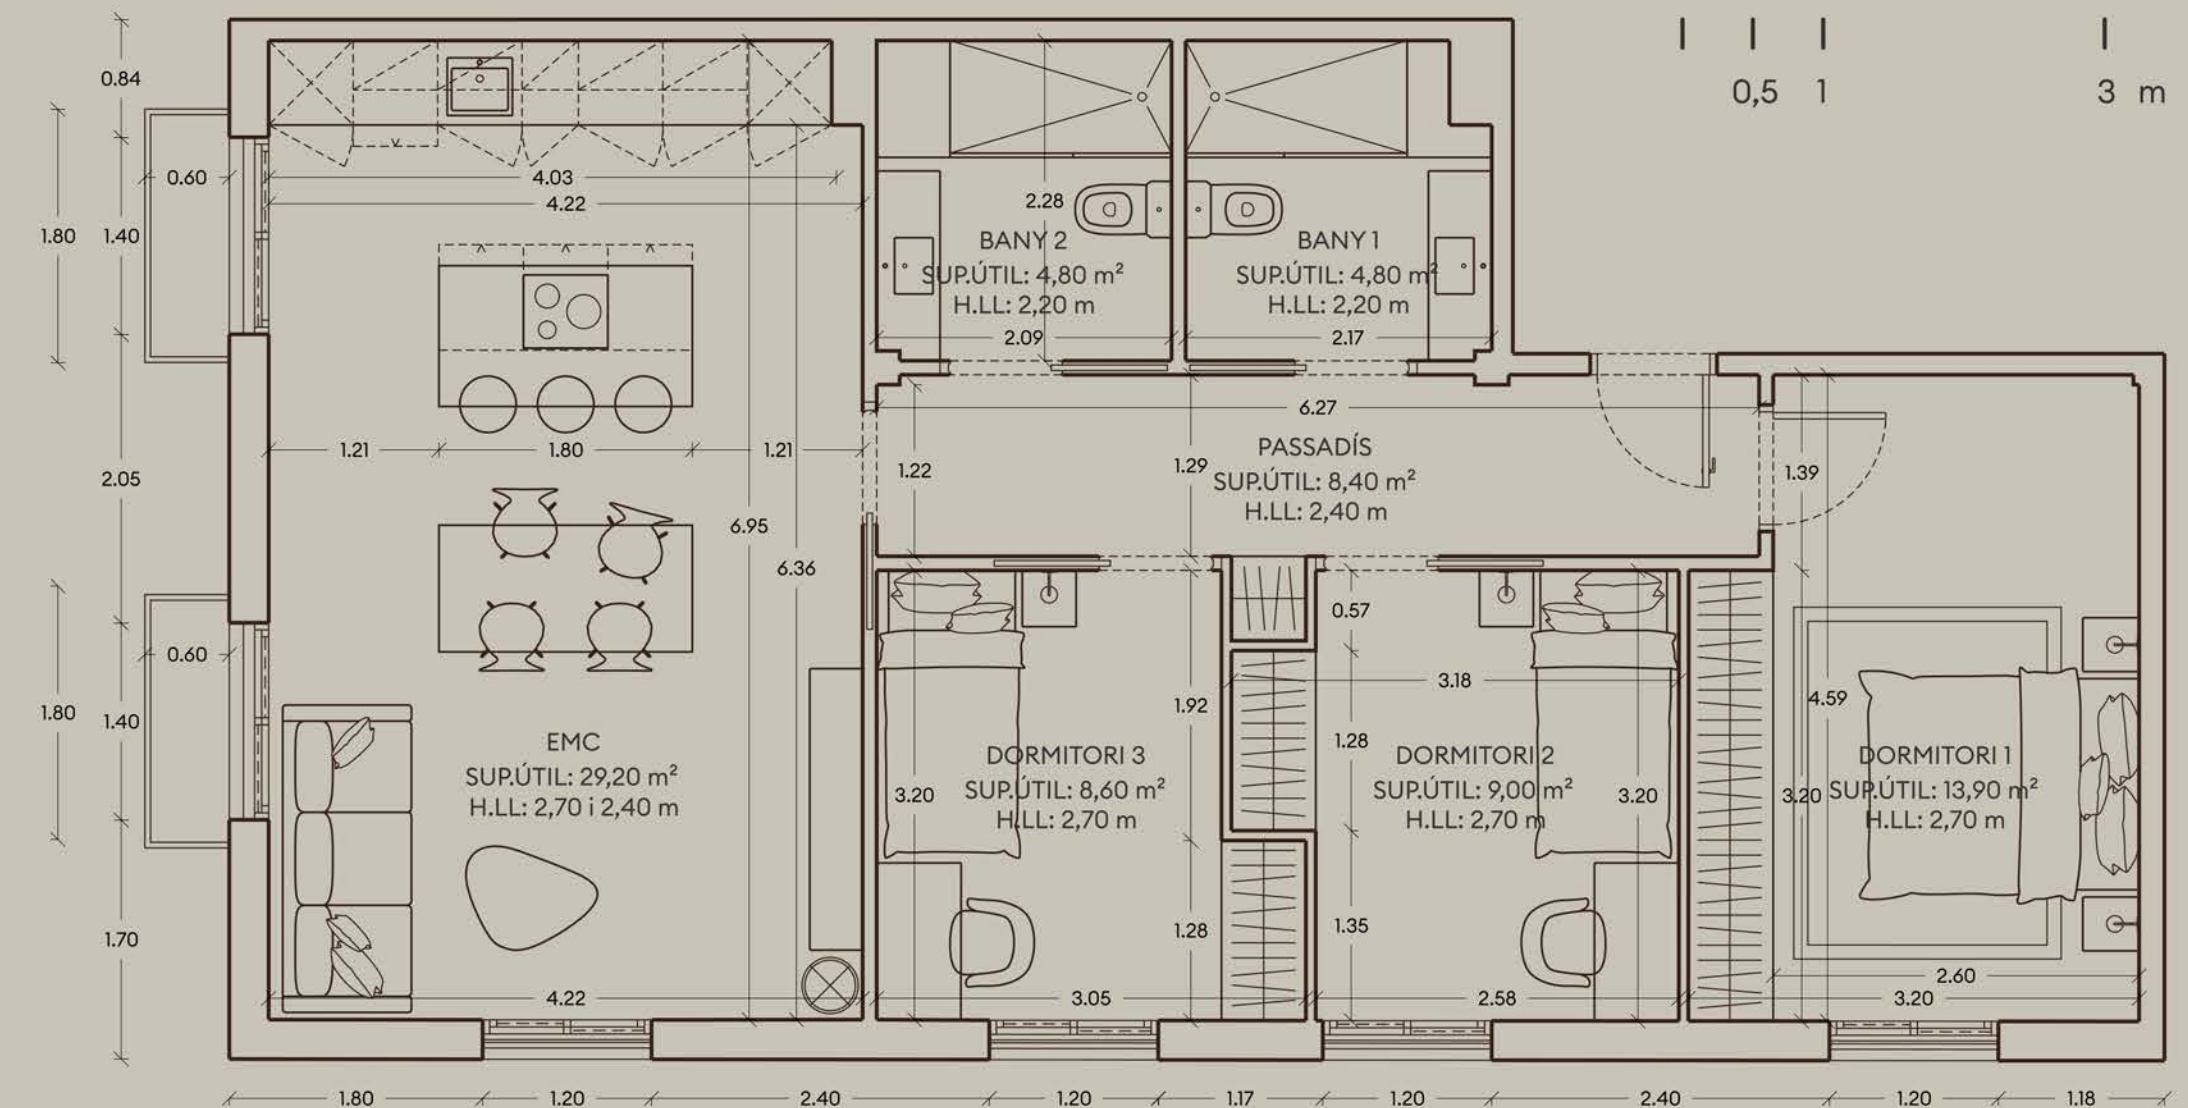 0,5 1 3 m
0.84
0.60
4.03
4.22
1.80
1.40
2.28
BANY 2
SUP.ÚTIL: 4,80 m²
H.LL: 2,20 m
2.09
BANY 1
SUP.ÚTIL: 4,80 m²
H.LL: 2,20 m
2.17
6.27
PASSADÍS
SUP.ÚTIL: 8,40 m²
H.LL: 2,40 m
1.21
1.80
1.21
1.22
1.29
1.39
2.05
6.95
6.36
0.60
0.57
3.18
1.80
1.40
1.92
1.28
4.59
EMC
SUP.ÚTIL: 29,20 m²
H.LL: 2,70 i 2,40 m
3.20
DORMITORI 3
SUP.ÚTIL: 8,60 m²
H.LL: 2,70 m
DORMITORI 2
SUP.ÚTIL: 9,00 m²
H.LL: 2,70 m
3.20
3.20
DORMITORI 1
SUP.ÚTIL: 13,90 m²
H.LL: 2,70 m
1.70
1.28
1.35
2.60
4.22
3.05
2.58
3.20
1.80
1.20
2.40
1.20
1.17
1.20
2.40
1.20
1.18